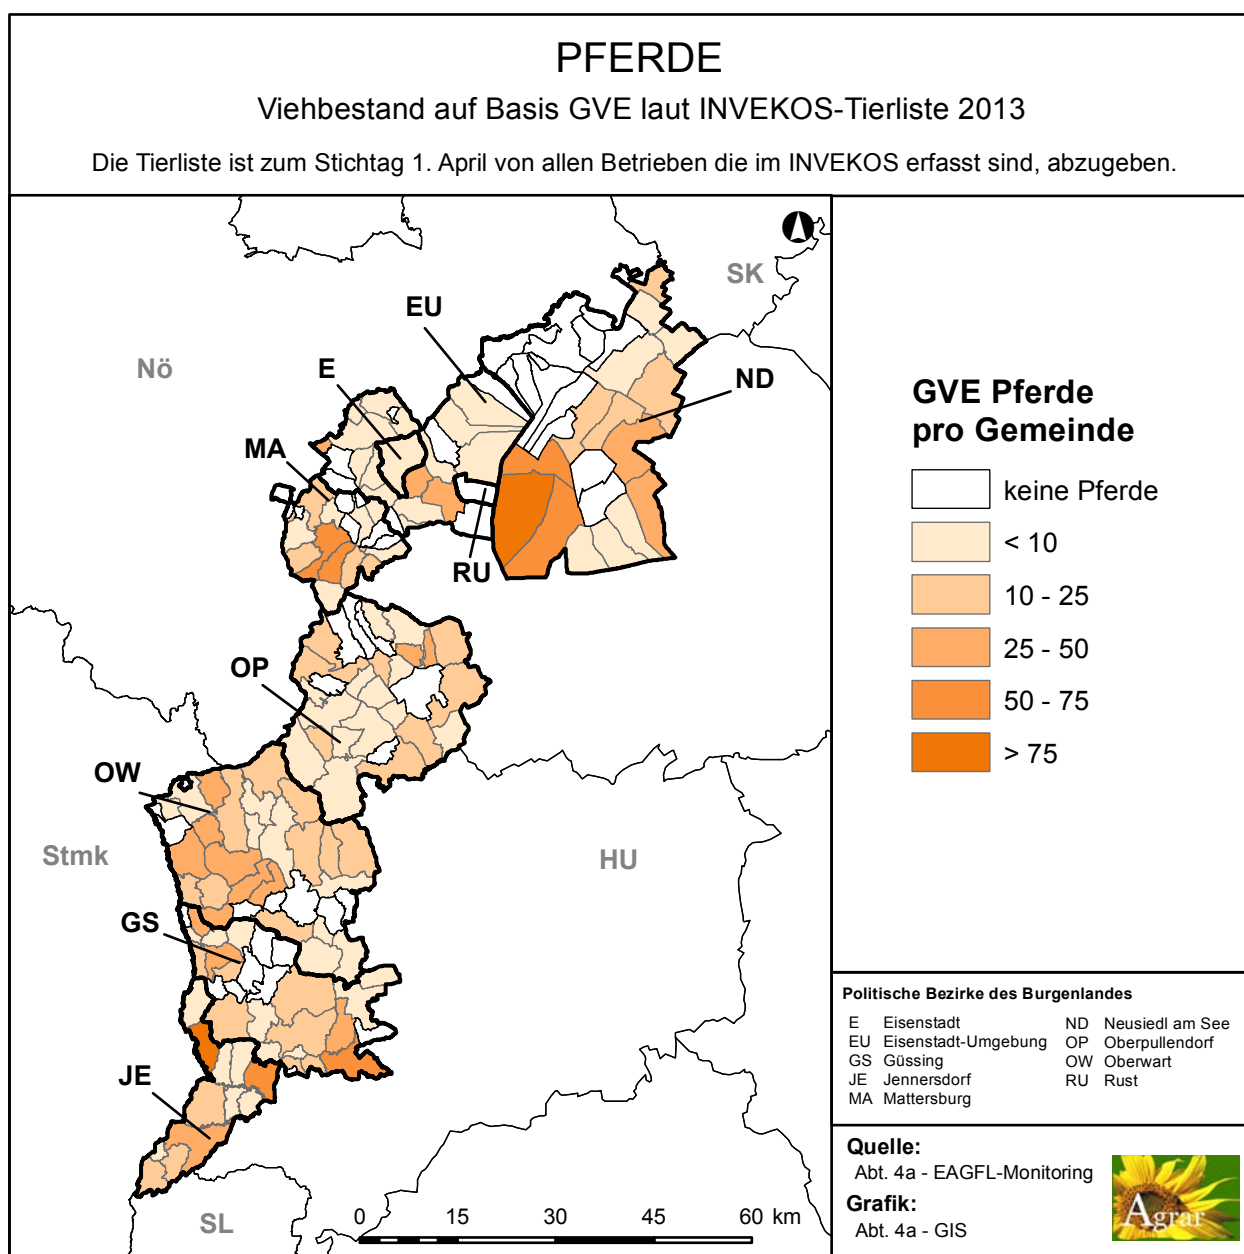 PFERDE
Viehbestand auf Basis GVE laut INVEKOS-Tierliste 2013
Die Tierliste ist zum Stichtag 1. April von allen Betrieben die im INVEKOS erfasst sind, abzugeben.
SK
EU
Nö
E
ND
MA
RU
OP
OW
Stmk
HU
GS
JE
SL
0 15 30 45 60 km
GVE Pferde
pro Gemeinde
keine Pferde
< 10
10 - 25
25 - 50
50 - 75
> 75
Politische Bezirke des Burgenlandes
E Eisenstadt
EU Eisenstadt-Umgebung
GS Güssing
JE Jennersdorf
MA Mattersburg
ND Neusiedl am See
OP Oberpullendorf
OW Oberwart
RU Rust
Quelle:
Abt. 4a - EAGFL-Monitoring
Grafik:
Abt. 4a - GIS
Agrar